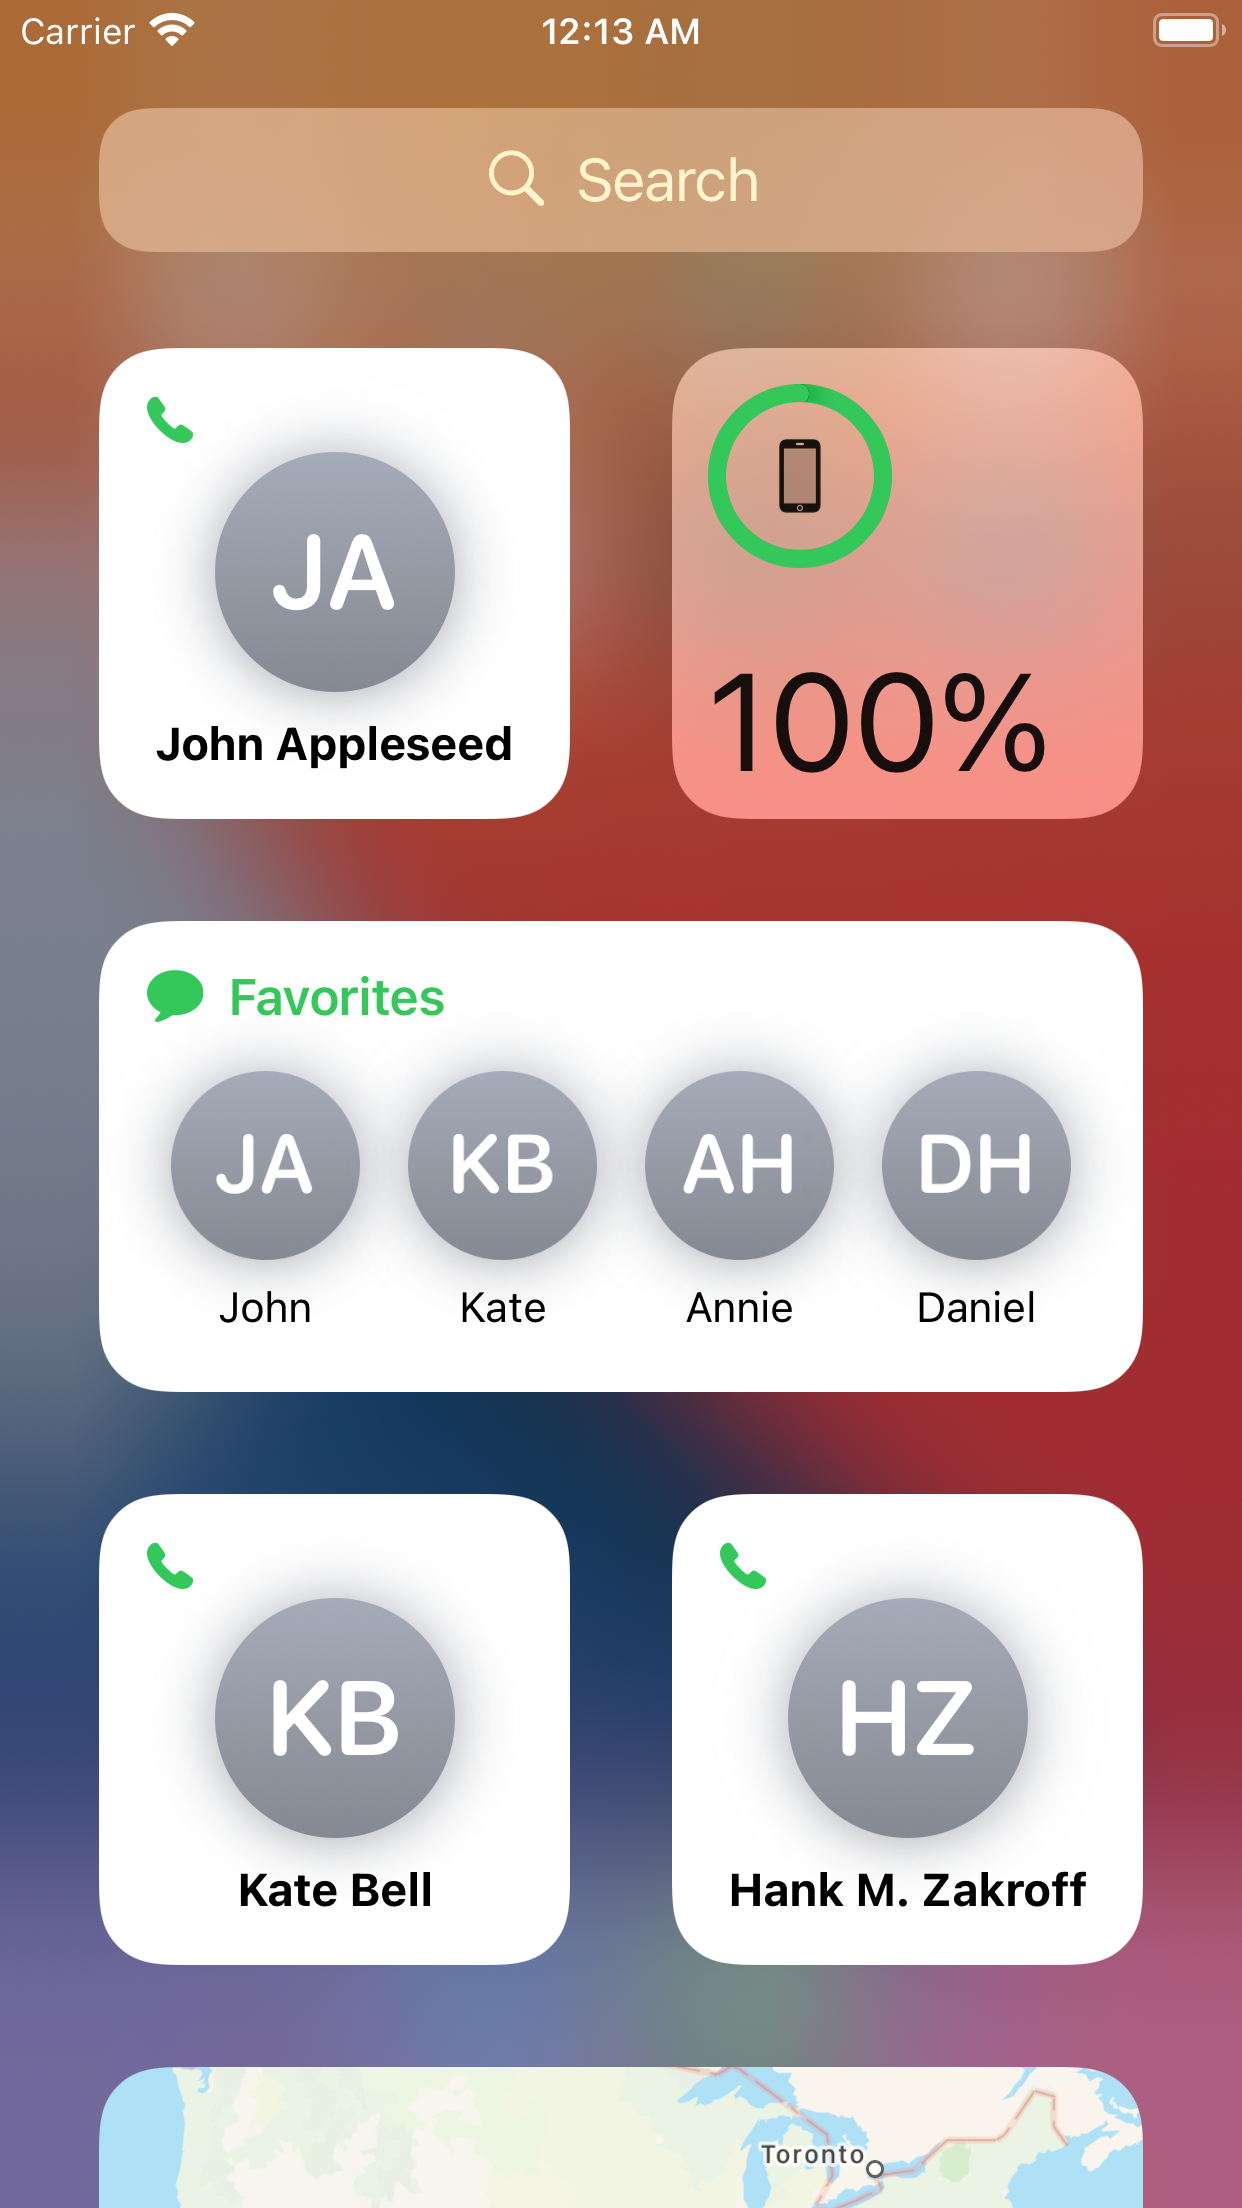 Carrier 12:13 AM
Search
JA
John Appleseed
100%
Favorites
JA KB AH DH
John Kate Annie Daniel
KB HZ
Kate Bell Hank M. Zakroff
Toronto